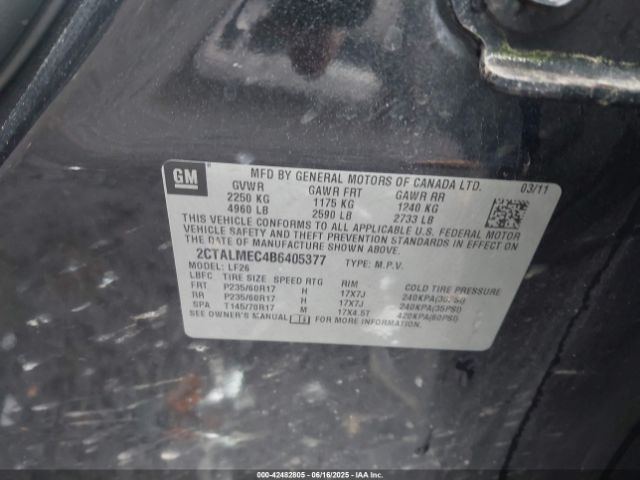 GM
MFD BY GENERAL MOTORS OF CANADA LTD. 03/11
GVWR GAWR FRT GAWR RR
2250 KG 1175 KG 1240 KG
4960 LB 2590 LB 2733 LB
THIS VEHICLE CONFORMS TO ALL APPLICABLE U.S. FEDERAL MOTOR
VEHICLE SAFETY AND THEFT PREVENTION STANDARDS IN EFFECT ON
THE DATE OF MANUFACTURE SHOWN ABOVE.
2CTALMEC4B6405377 TYPE: M.P.V.
MODEL: LF26
LBFC TIRE SIZE SPEED RTG RIM COLD TIRE PRESSURE
FRT P235/60R17 H 17X7J 240KPA(35PSI)
RR P235/60R17 H 17X7J 240KPA(35PSI)
SPA T145/70R17 M 17X4.5T 420KPA(60PSI)
SEE OWNER'S MANUAL FOR MORE INFORMATION.
000-42482805 - 06/16/2025 - IAAI.COM